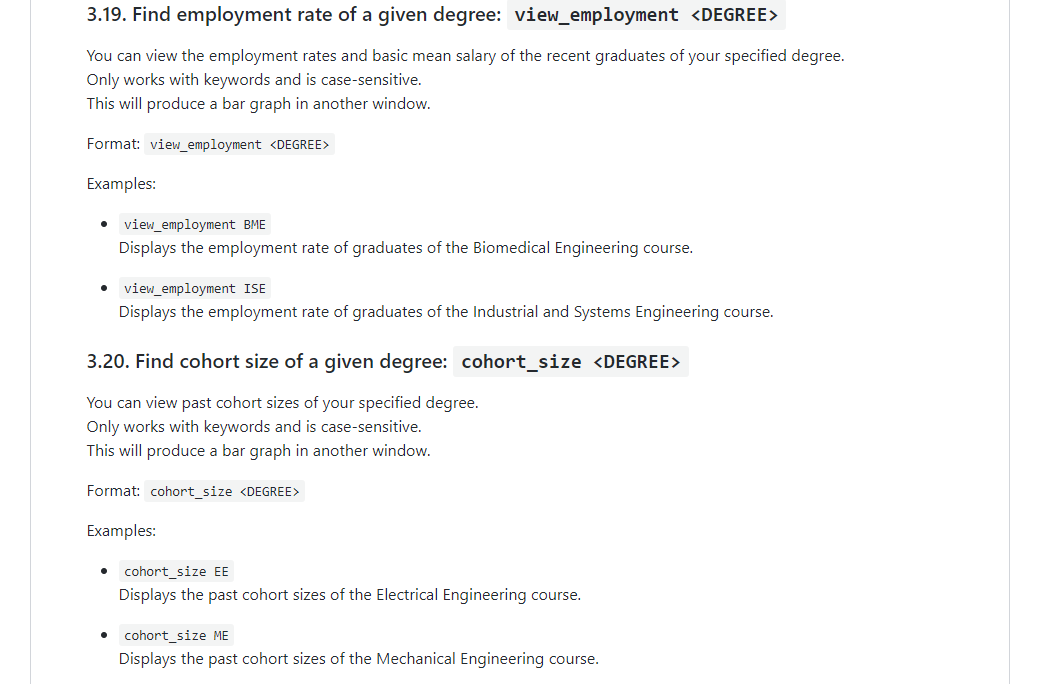 3.19. Find employment rate of a given degree: view_employment <DEGREE>
You can view the employment rates and basic mean salary of the recent graduates of your specified degree.
Only works with keywords and is case-sensitive.
This will produce a bar graph in another window.
Format: view_employment <DEGREE>
Examples:
• view_employment BME
Displays the employment rate of graduates of the Biomedical Engineering course.
• view_employment ISE
Displays the employment rate of graduates of the Industrial and Systems Engineering course.
3.20. Find cohort size of a given degree: cohort_size <DEGREE>
You can view past cohort sizes of your specified degree.
Only works with keywords and is case-sensitive.
This will produce a bar graph in another window.
Format: cohort_size <DEGREE>
Examples:
• cohort_size EE
Displays the past cohort sizes of the Electrical Engineering course.
• cohort_size ME
Displays the past cohort sizes of the Mechanical Engineering course.